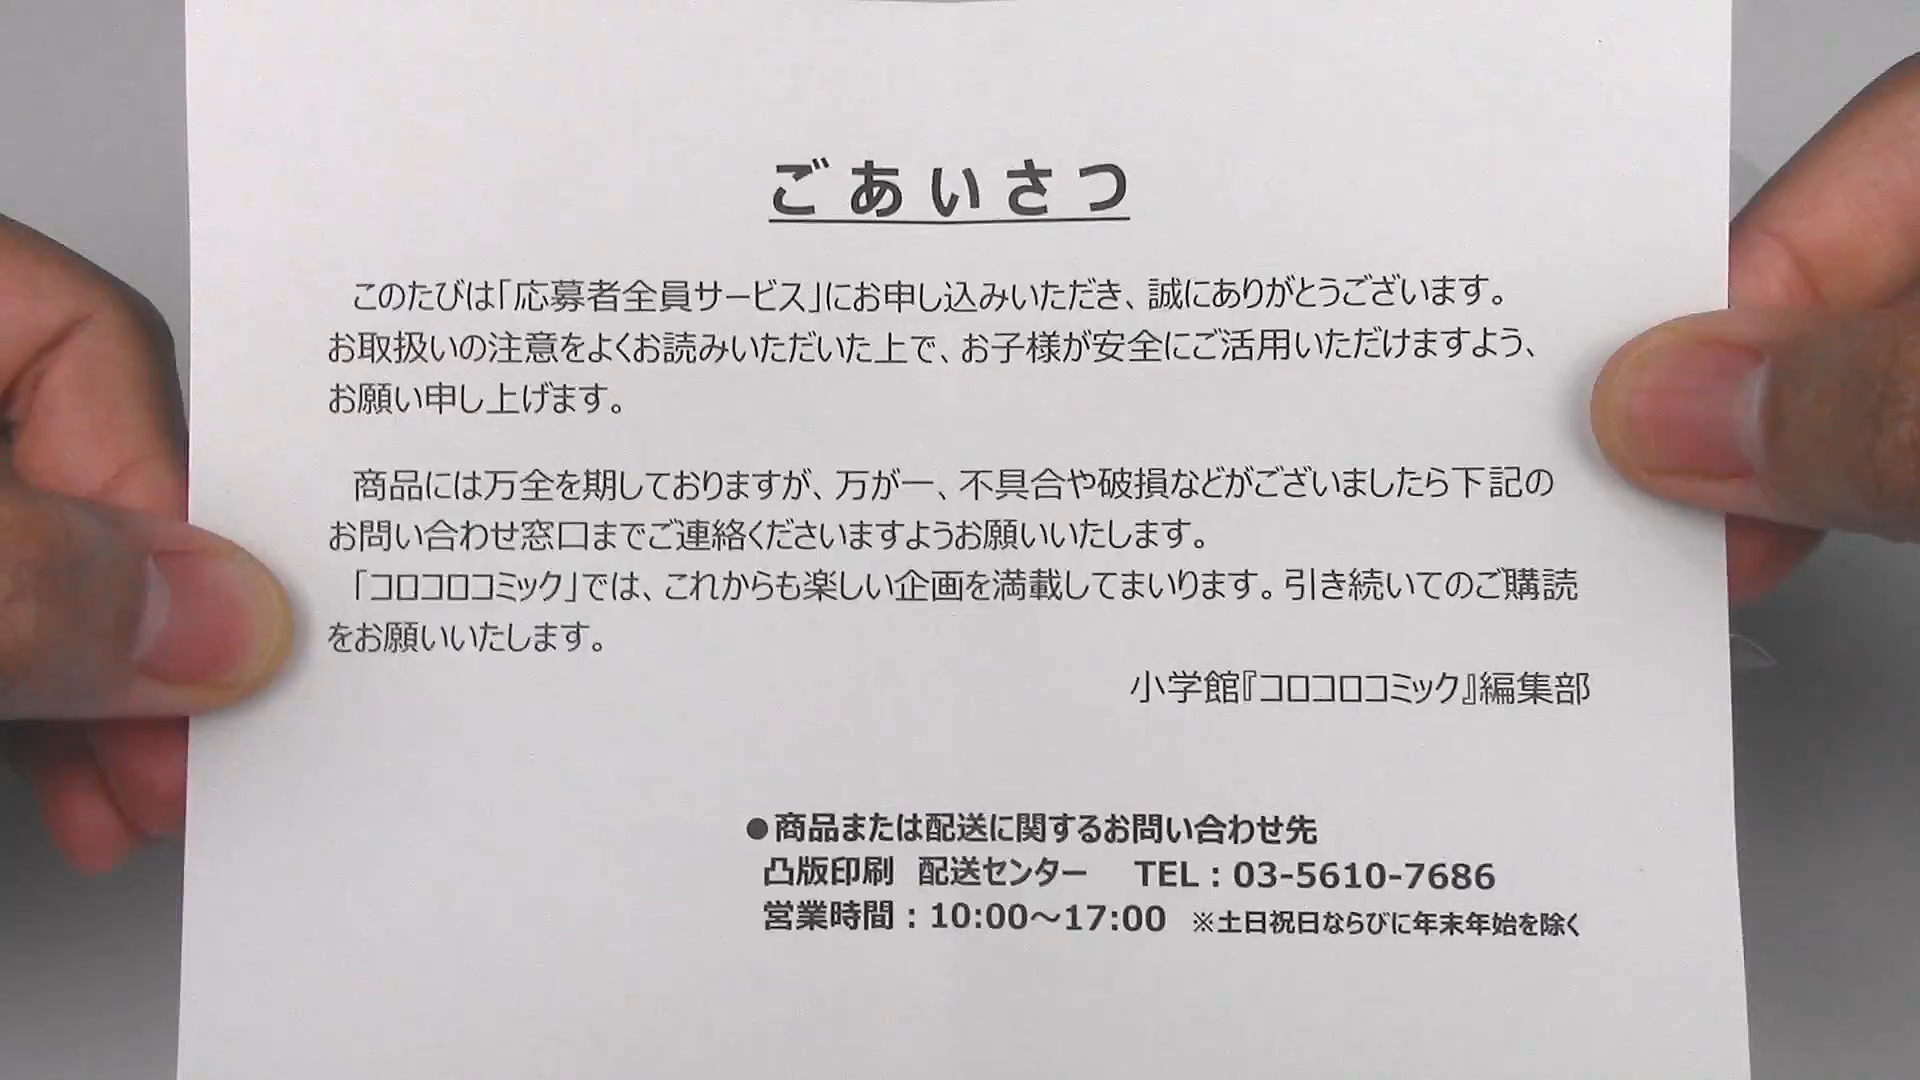 ごあいさつ
このたびは「応募者全員サービス」にお申し込みいただき、誠にありがとうございます。
お取扱いの注意をよくお読みいただいた上で、お子様が安全にご活用いただけますよう、
お願い申し上げます。
商品には万全を期しておりますが、万が一、不具合や破損などがございましたら下記の
お問い合わせ窓口までご連絡くださいますようお願いいたします。
「コロコロコミック」では、これからも楽しい企画を満載してまいります。引き続いてのご購読
をお願いいたします。
小学館『コロコロコミック』編集部
●商品または配送に関するお問い合わせ先
凸版印刷 配送センター TEL：03-5610-7686
営業時間：10:00～17:00 ※土日祝日ならびに年末年始を除く